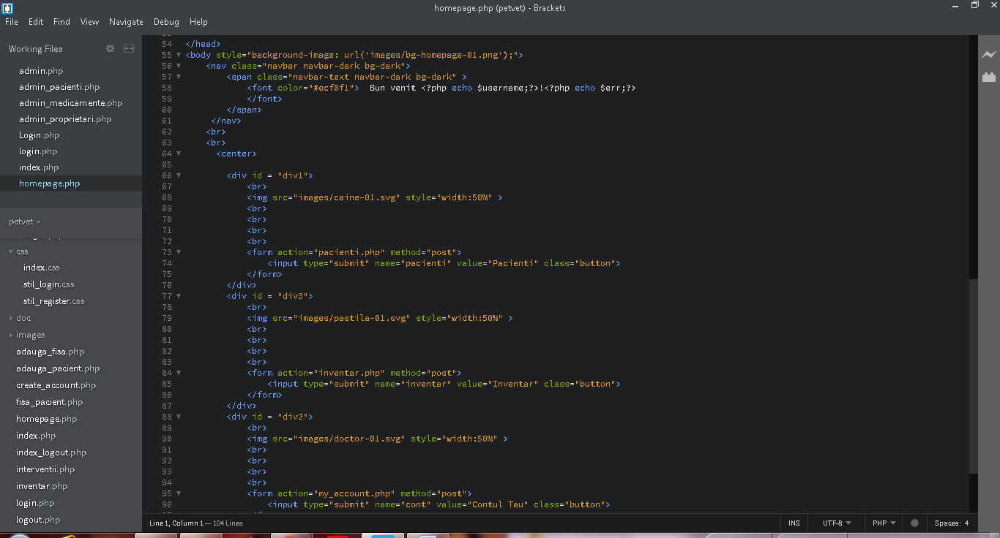 homepage.php (petvet) - Brackets
File Edit Find View Navigate Debug Help
Working Files
admin.php
admin_pacienti.php
admin_medicamente.php
admin_proprietari.php
Login.php
login.php
index.php
homepage.php
petvet
css
index.css
stil_login.css
stil_register.css
doc
images
adauga_fisa.php
adauga_pacient.php
create_account.php
fisa_pacient.php
homepage.php
index.php
index_logout.php
interventii.php
inventar.php
login.php
logout.php
54 </head>
55 <body style="background-image: url('images/bg-homepage-01.png');">
56 <nav class="navbar navbar-dark bg-dark">
57 <span class="navbar-text navbar-dark bg-dark" >
58 <font color="#ecf0f1">  Bun venit <?php echo $username;?>!<?php echo $err;?>
59 </font>
60 </span>
61 </nav>
62 <br>
63 <br>
64 <center>
65
66 <div id = "div1">
67 <br>
68 <img src="images/caine-01.svg" style="width:50%" >
69 <br>
70 <br>
71 <br>
72 <br>
73 <form action="pacienti.php" method="post">
74 <input type="submit" name="pacienti" value="Pacienti" class="button">
75 </form>
76 </div>
77 <div id = "div3">
78 <br>
79 <img src="images/pastila-01.svg" style="width:50%" >
80 <br>
81 <br>
82 <br>
83 <br>
84 <form action="inventar.php" method="post">
85 <input type="submit" name="inventar" value="Inventar" class="button">
86 </form>
87 </div>
88 <div id = "div2">
89 <br>
90 <img src="images/doctor-01.svg" style="width:50%" >
91 <br>
92 <br>
93 <br>
94 <br>
95 <form action="my_account.php" method="post">
96 <input type="submit" name="cont" value="Contul Tau" class="button">
Line 1, Column 1 — 104 Lines
INS UTF-8 PHP Spaces: 4